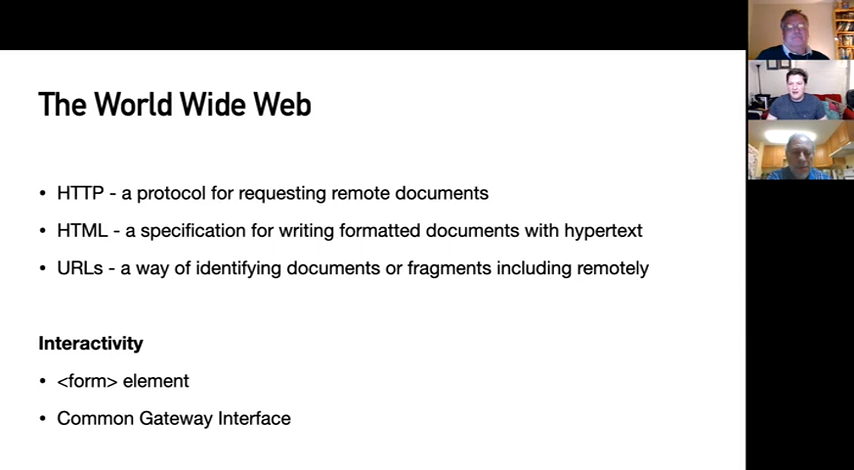 The World Wide Web
• HTTP - a protocol for requesting remote documents
• HTML - a specification for writing formatted documents with hypertext
• URLs - a way of identifying documents or fragments including remotely
Interactivity
• <form> element
• Common Gateway Interface